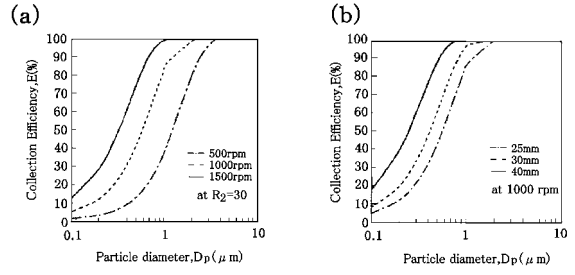 (a)
Collection Efficiency,E(%)
100
90
80
70
60
50
40
30
20
10
0
500rpm
1000rpm
1500rpm
at R₂=30
0.1
1
10
Particle diameter,Dp(μm)
(b)
Collection Efficiency,E(%)
100
90
80
70
60
50
40
30
20
10
0
25mm
30mm
40mm
at 1000 rpm
0.1
1
10
Particle diameter,Dp(μm)